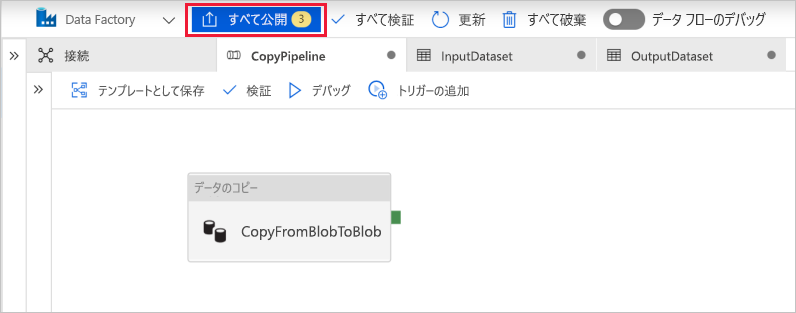 Data Factory すべて公開 3 すべて検証 更新 すべて破棄 データ フローのデバッグ
接続 CopyPipeline InputDataset OutputDataset
テンプレートとして保存 検証 デバッグ トリガーの追加
データのコピー
CopyFromBlobToBlob